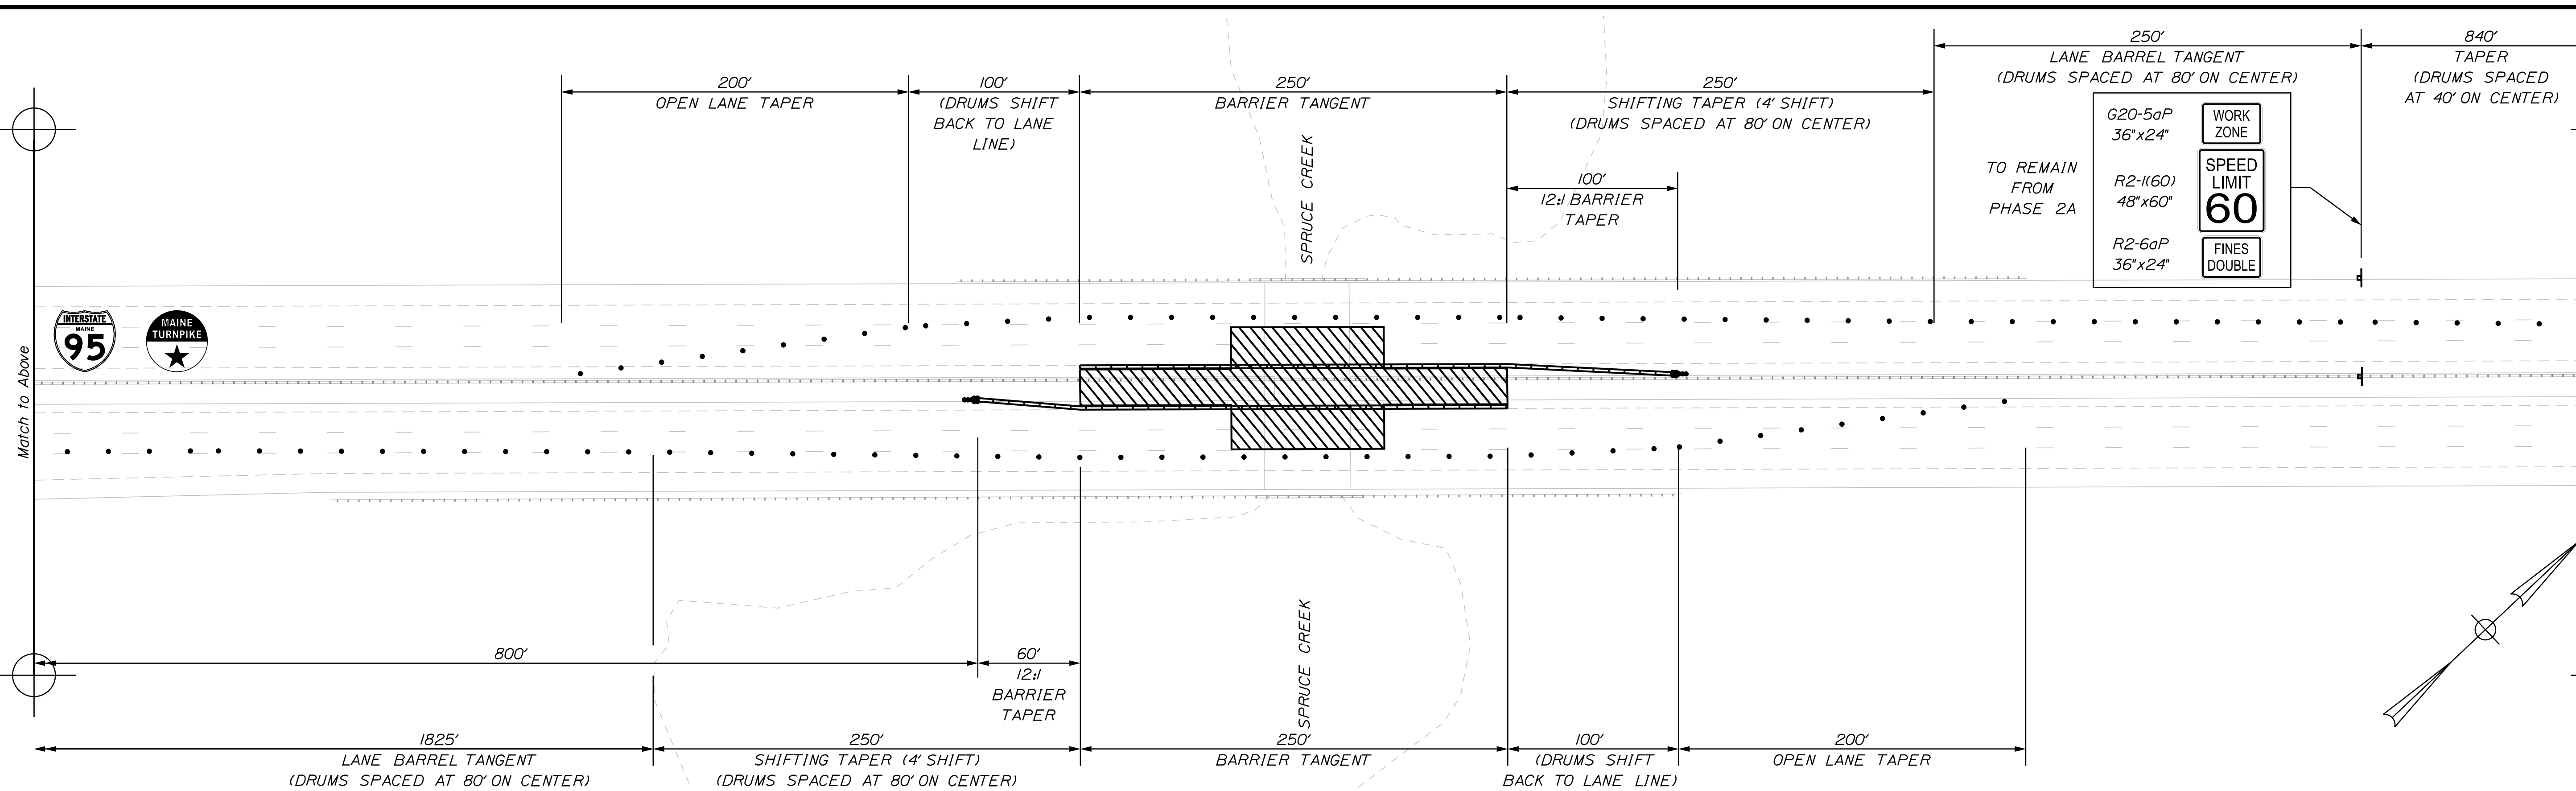 250'
LANE BARREL TANGENT
(DRUMS SPACED AT 80' ON CENTER)
840'
TAPER
(DRUMS SPACED
AT 40' ON CENTER)
200'
OPEN LANE TAPER
100'
(DRUMS SHIFT
BACK TO LANE
LINE)
250'
BARRIER TANGENT
250'
SHIFTING TAPER (4' SHIFT)
(DRUMS SPACED AT 80' ON CENTER)
100'
12:1 BARRIER
TAPER
SPRUCE CREEK
TO REMAIN
FROM
PHASE 2A
G20-5aP
36"x24"
WORK
ZONE
R2-1(60)
48"x60"
SPEED
LIMIT
60
R2-6aP
36"x24"
FINES
DOUBLE
Match to Above
INTERSTATE
MAINE
95
MAINE
TURNPIKE
SPRUCE CREEK
800'
60'
12:1
BARRIER
TAPER
1825'
LANE BARREL TANGENT
(DRUMS SPACED AT 80' ON CENTER)
250'
SHIFTING TAPER (4' SHIFT)
(DRUMS SPACED AT 80' ON CENTER)
250'
BARRIER TANGENT
100'
(DRUMS SHIFT
BACK TO LANE LINE)
200'
OPEN LANE TAPER